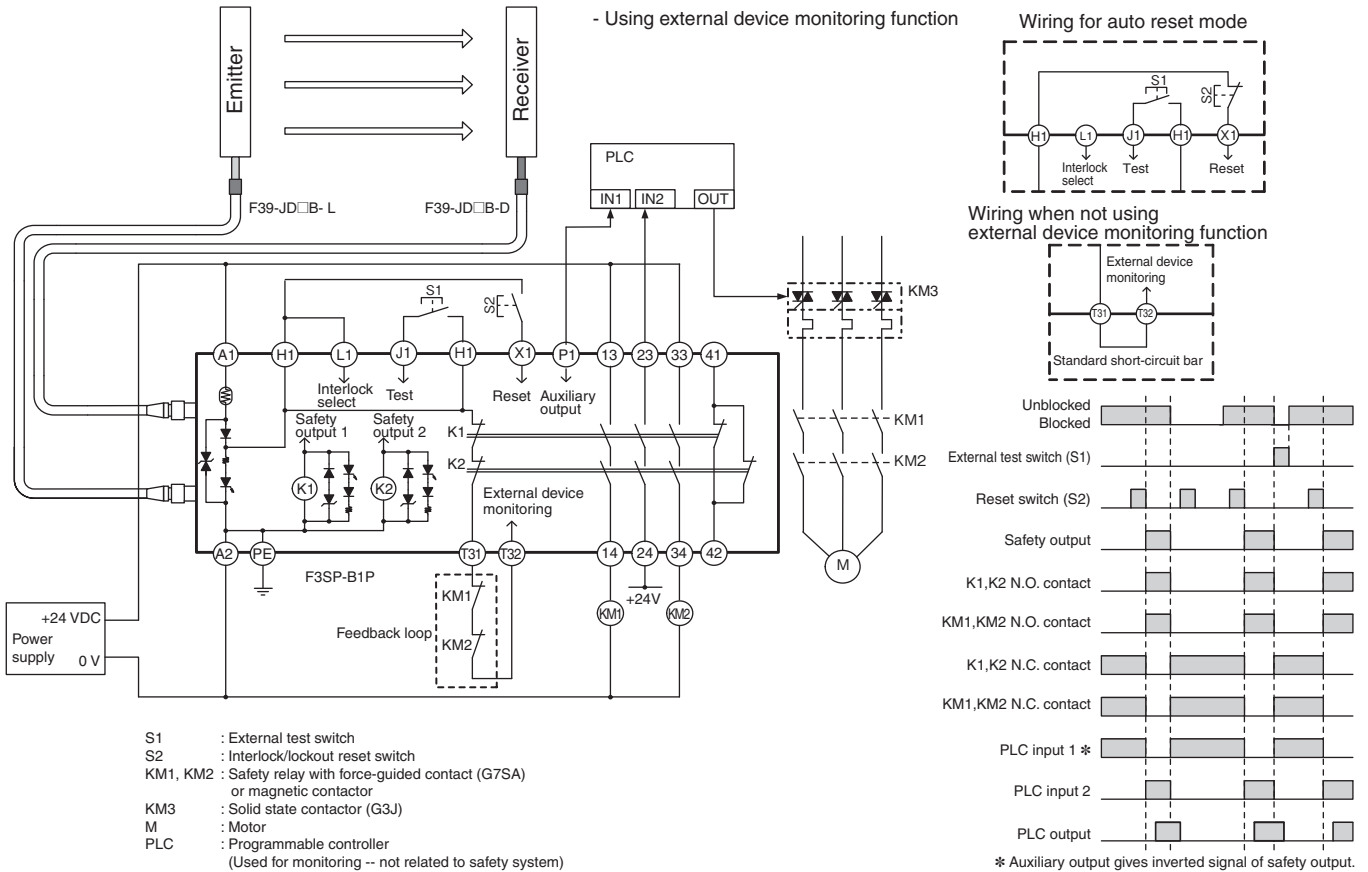 - Using external device monitoring function
Emitter
Receiver
F39-JD□B- L
F39-JD□B-D
PLC
IN1 IN2 OUT
KM3
KM1
KM2
M
S1
S2
A1 H1 L1 J1 H1 X1 P1 13 23 33 41
Interlock
select
Test
Reset
Auxiliary
output
Safety
output 1
Safety
output 2
K1
K2
K1
K2
External device
monitoring
A2 PE T31 T32 14 24 34 42
F3SP-B1P
+24V
KM1
KM2
Feedback loop
KM1
KM2
+24 VDC
Power
supply
0 V
S1 : External test switch
S2 : Interlock/lockout reset switch
KM1, KM2 : Safety relay with force-guided contact (G7SA)
or magnetic contactor
KM3 : Solid state contactor (G3J)
M : Motor
PLC : Programmable controller
(Used for monitoring -- not related to safety system)
Wiring for auto reset mode
S1
S2
H1 L1 J1 H1 X1
Interlock
select
Test
Reset
Wiring when not using
external device monitoring function
External device
monitoring
T31 T32
Standard short-circuit bar
Unblocked
Blocked
External test switch (S1)
Reset switch (S2)
Safety output
K1,K2 N.O. contact
KM1,KM2 N.O. contact
K1,K2 N.C. contact
KM1,KM2 N.C. contact
PLC input 1 ✻
PLC input 2
PLC output
✻ Auxiliary output gives inverted signal of safety output.